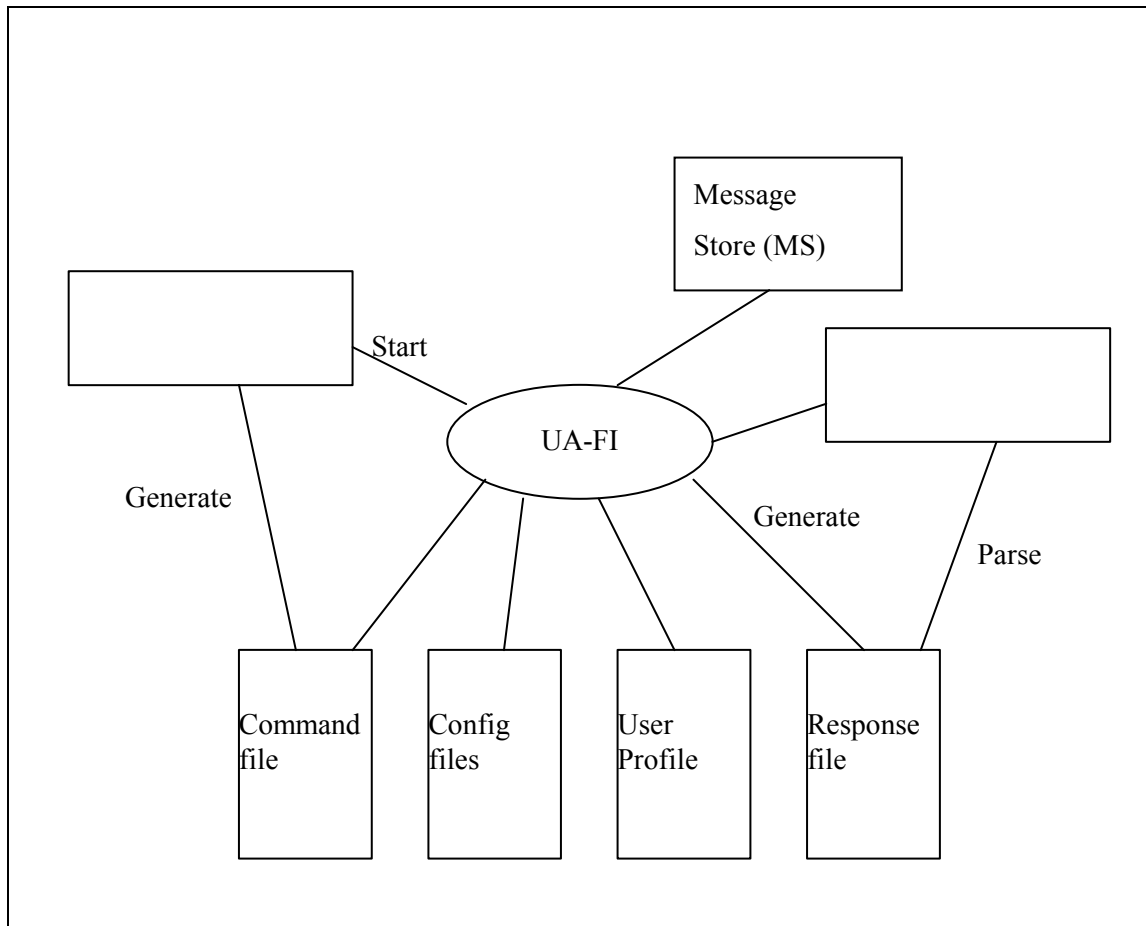 Message
Store (MS)
Start
UA-FI
Generate
Generate
Parse
Command
file
Config
files
User
Profile
Response
file